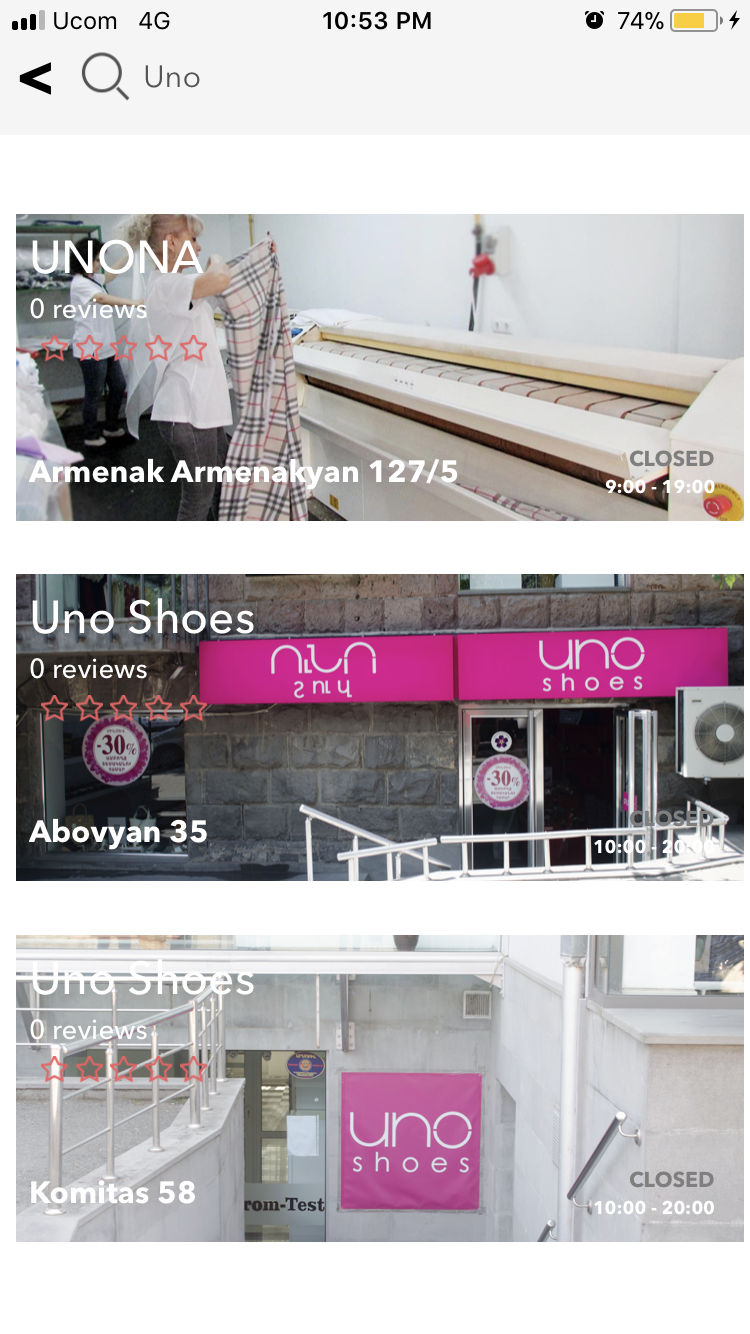 Ucom 4G 10:53 PM 74%
< Uno
UNONA
0 reviews
Armenak Armenakyan 127/5
CLOSED
9:00 - 19:00
Uno Shoes
0 reviews
ՈւՆՈ
շուզ
uno
shoes
-30%
-30%
Abovyan 35
CLOSED
10:00 - 20:00
Uno Shoes
0 reviews
uno
shoes
rom-Test
Komitas 58
CLOSED
10:00 - 20:00